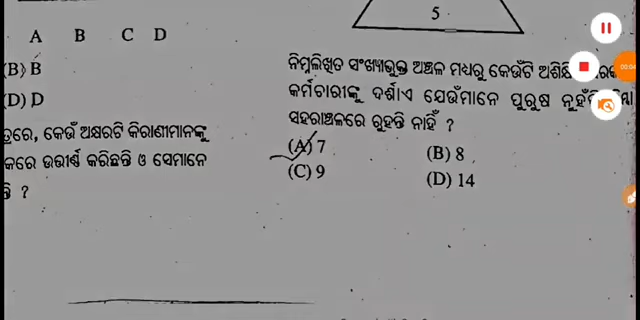 A B C D
(B) B
(D) D
ତ୍ରରେ, କେଉଁ ଅକ୍ଷରଟି କିରାଣୀମାନଙ୍କୁ
କରେ ଉତ୍ତୀର୍ଣ୍ଣ କରିଛନ୍ତି ଓ ସେମାନେ
ନ୍ତି ?
5
ନିମ୍ନଲିଖିତ ସଂଖ୍ୟାଭୁକ୍ତ ଅଞ୍ଚଳ ମଧ୍ୟରୁ କେଉଁଟି
କର୍ମଚାରୀଙ୍କୁ ଦର୍ଶାଏ ଯେଉଁମାନେ ପୁରୁଷ
ସହରାଞ୍ଚଳରେ ରୁହନ୍ତି ନାହିଁ ?
(A) 7
(B) 8
(C) 9
(D) 14